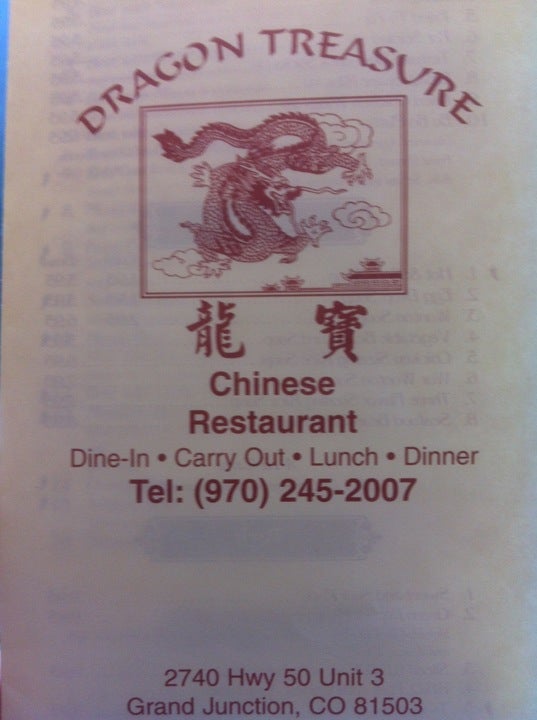 DRAGON TREASURE
龍 寶
Chinese
Restaurant
Dine-In • Carry Out • Lunch • Dinner
Tel: (970) 245-2007
2740 Hwy 50 Unit 3
Grand Junction, CO 81503